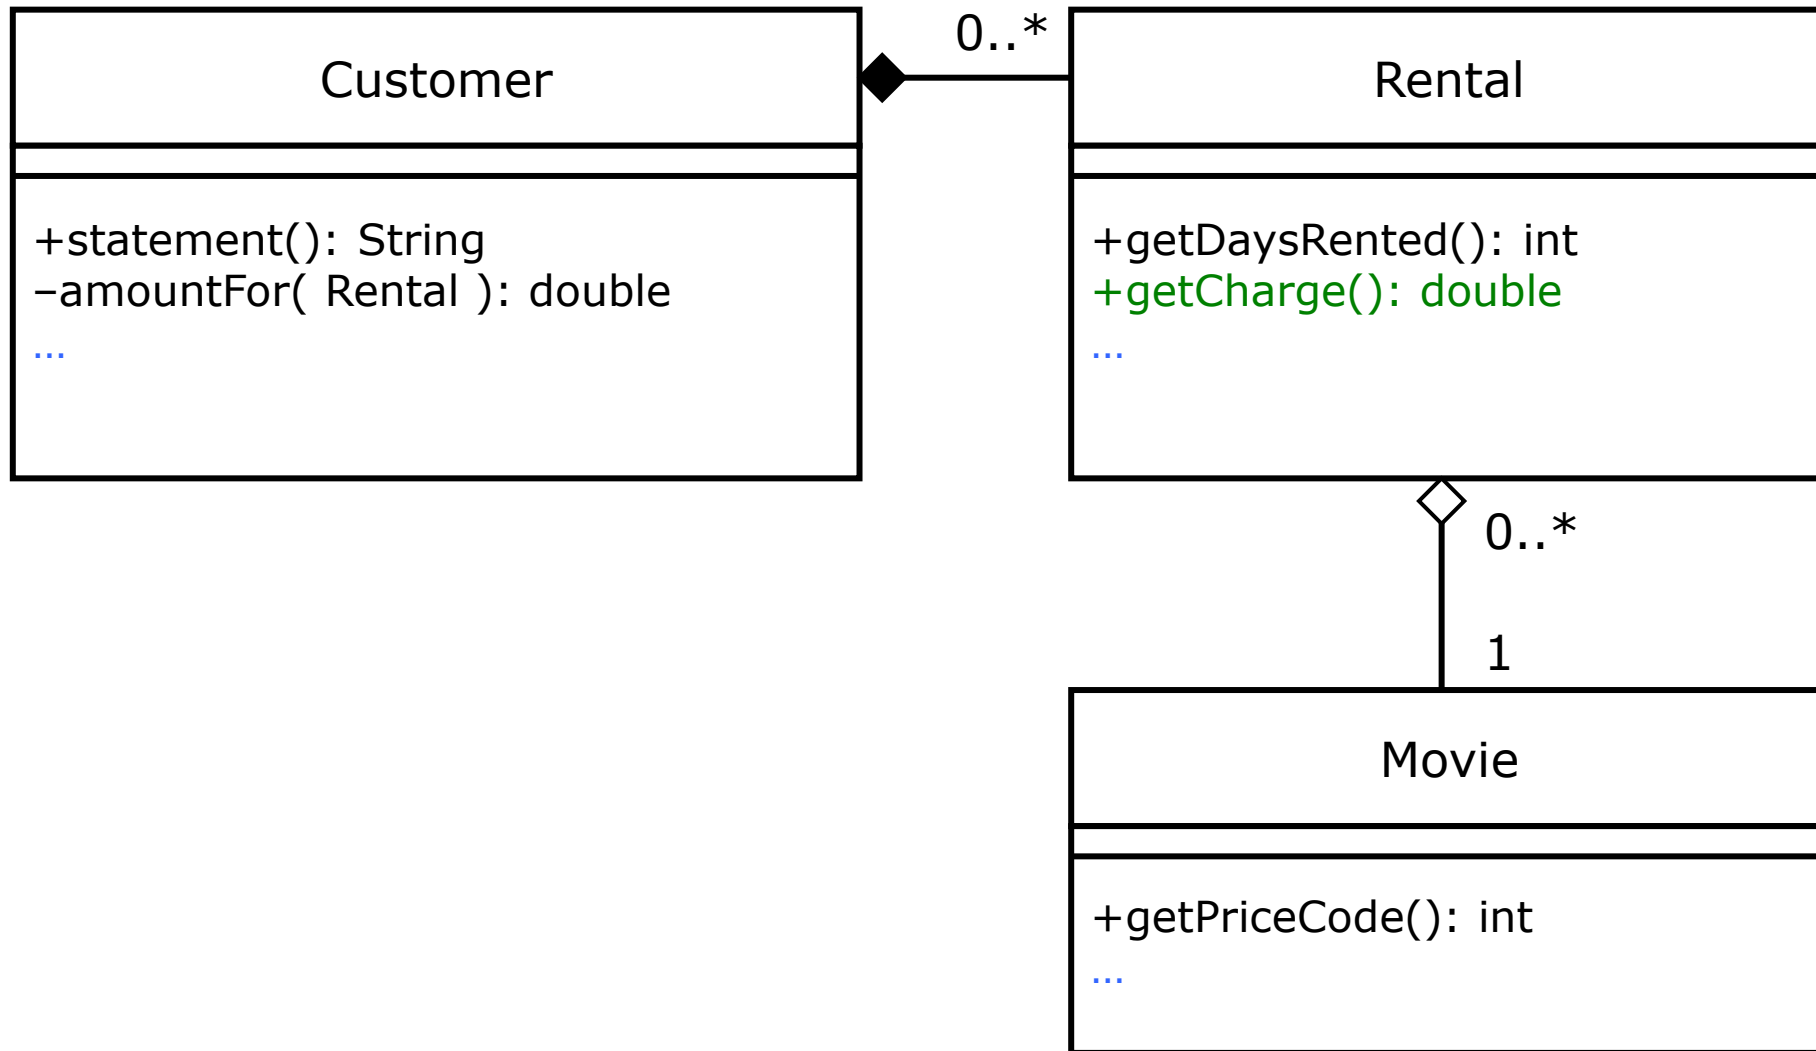 Customer
+statement(): String
–amountFor( Rental ): double
...
0..*
Rental
+getDaysRented(): int
+getCharge(): double
...
0..*
1
Movie
+getPriceCode(): int
...